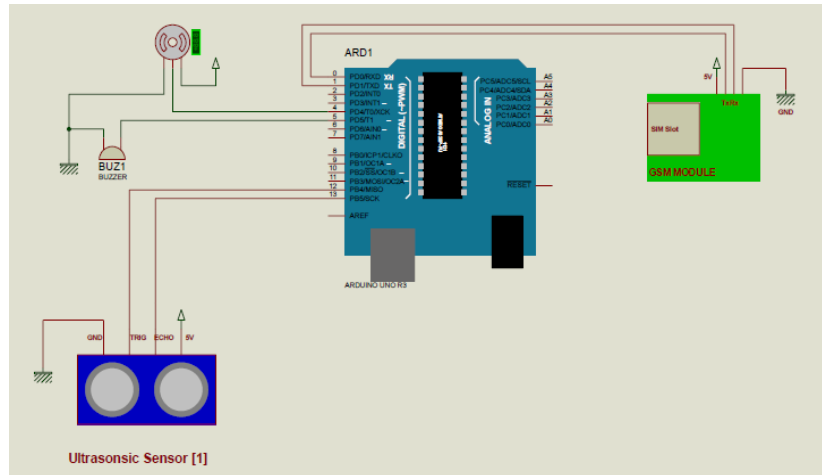 ARD1
0 PD0/RXD RX
1 PD1/TXD TX
2 PD2/INT0
3 PD3/INT1
4 PD4/T0/XCK
5 PD5/T1
6 PD6/AIN0
7 PD7/AIN1
8 PB0/ICP1/CLKO
9 PB1/OC1A
10 PB2/SS/OC1B
11 PB3/MOSI/OC2A
12 PB4/MISO
13 PB5/SCK
AREF
DIGITAL (~PWM)
ANALOG IN
PC5/ADC5/SCL A5
PC4/ADC4/SDA A4
PC3/ADC3 A3
PC2/ADC2 A2
PC1/ADC1 A1
PC0/ADC0 A0
RESET
ARDUINO UNO R3
BUZ1
BUZZER
5V
TxRx
GND
SIM Slot
GSM MODULE
GND TRIG ECHO 5V
Ultrasonsic Sensor [1]